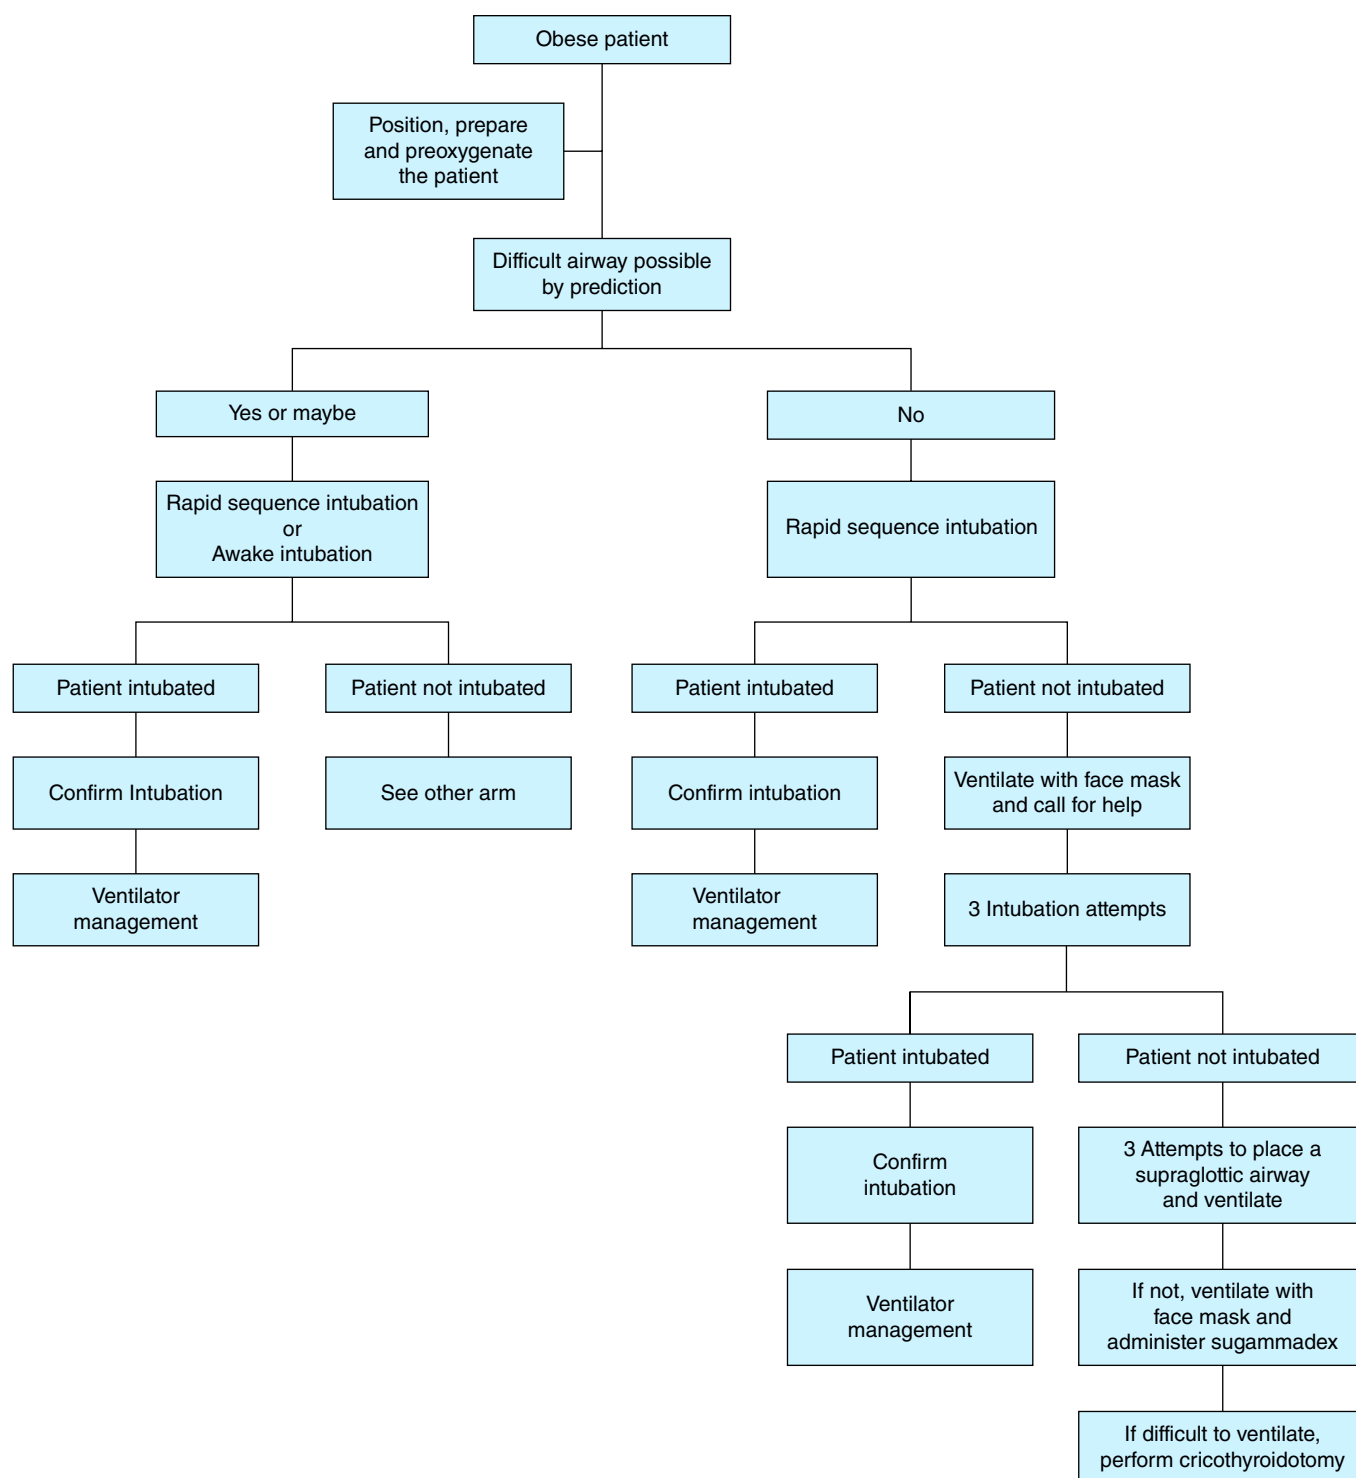 Obese patient
Position, prepare
and preoxygenate
the patient
Difficult airway possible
by prediction
Yes or maybe
No
Rapid sequence intubation
or
Awake intubation
Rapid sequence intubation
Patient intubated
Patient not intubated
Patient intubated
Patient not intubated
Confirm Intubation
See other arm
Confirm intubation
Ventilate with face mask
and call for help
Ventilator
management
Ventilator
management
3 Intubation attempts
Patient intubated
Patient not intubated
Confirm
intubation
3 Attempts to place a
supraglottic airway
and ventilate
Ventilator
management
If not, ventilate with
face mask and
administer sugammadex
If difficult to ventilate,
perform cricothyroidotomy